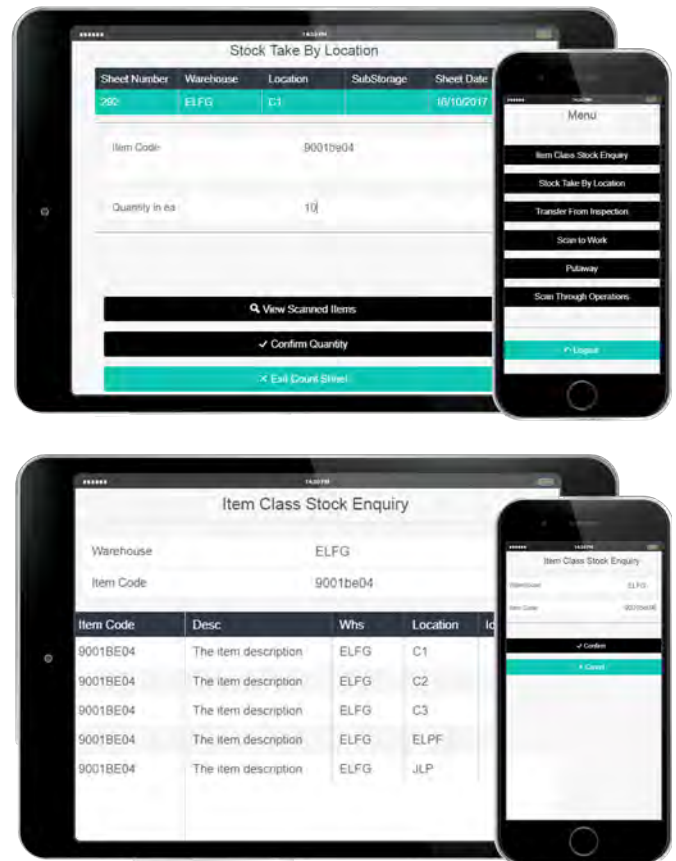 Stock Take By Location
Sheet Number Warehouse Location SubStorage Sheet Date
292 ELFG C1 16/10/2017
Item Code 9001be04
Quantity in ea 10
View Scanned Items
Confirm Quantity
Exit Count Sheet
Menu
Item Class Stock Enquiry
Stock Take By Location
Transfer From Inspection
Scan to Work
Putaway
Scan Through Operations
Logout
Item Class Stock Enquiry
Warehouse ELFG
Item Code 9001be04
Item Code Desc Whs Location
9001BE04 The item description ELFG C1
9001BE04 The item description ELFG C2
9001BE04 The item description ELFG C3
9001BE04 The item description ELFG ELPF
9001BE04 The item description ELFG JLP
Item Class Stock Enquiry
Warehouse ELFG
Item Code 9001be04
Confirm
Cancel